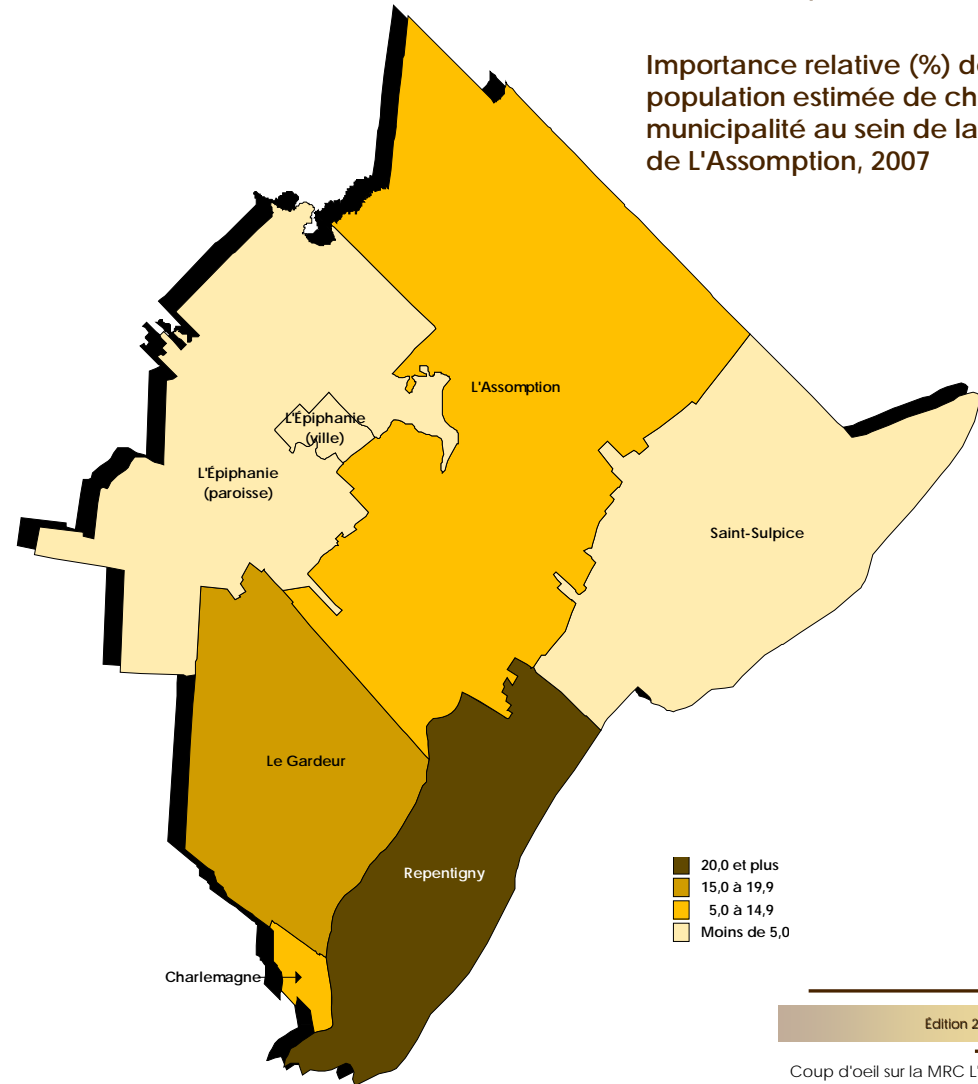 Importance relative (%) d
population estimée de ch
municipalité au sein de la
de L'Assomption, 2007
L'Assomption
L'Épiphanie
(ville)
L'Épiphanie
(paroisse)
Saint-Sulpice
Le Gardeur
Repentigny
20,0 et plus
15,0 à 19,9
5,0 à 14,9
Moins de 5,0
Charlemagne
Édition 2
Coup d'oeil sur la MRC L'